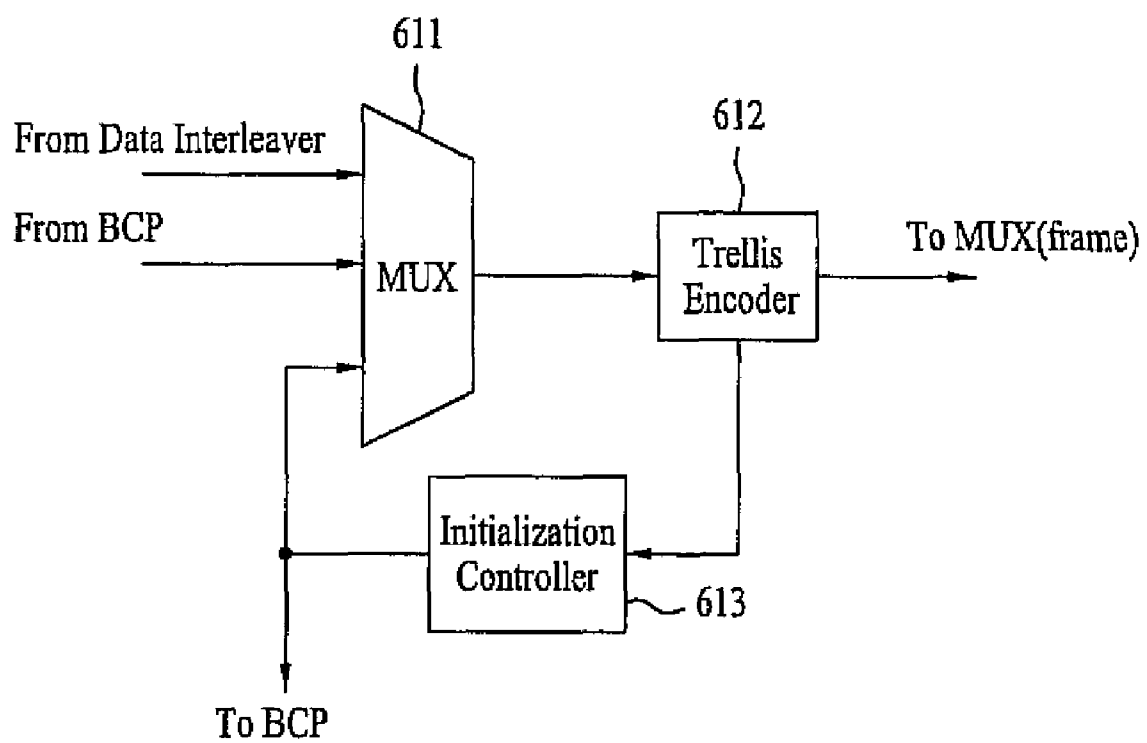 611
From Data Interleaver
612
From BCP
To MUX(frame)
MUX
Trellis
Encoder
Initialization
Controller
613
To BCP